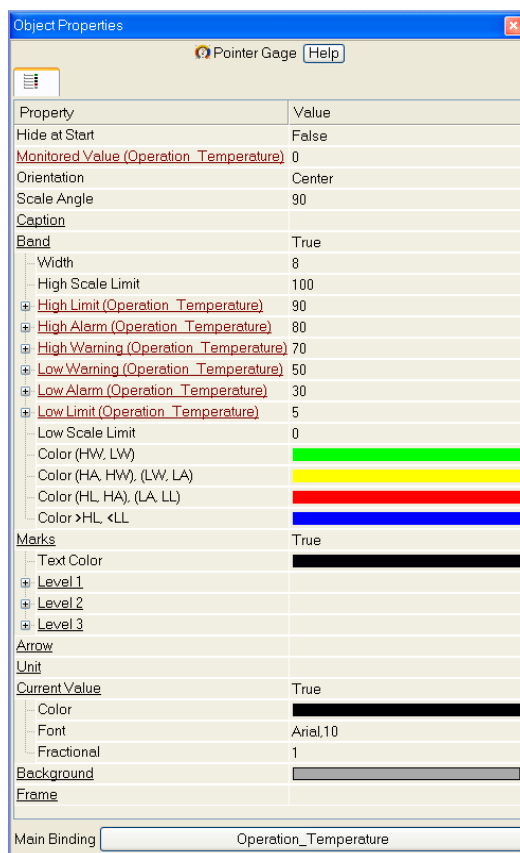 Object Properties
Pointer Gage Help
Property Value
Hide at Start False
Monitored Value (Operation_Temperature) 0
Orientation Center
Scale Angle 90
Caption
Band True
Width 8
High Scale Limit 100
High Limit (Operation_Temperature) 90
High Alarm (Operation_Temperature) 80
High Warning (Operation_Temperature) 70
Low Warning (Operation_Temperature) 50
Low Alarm (Operation_Temperature) 30
Low Limit (Operation_Temperature) 5
Low Scale Limit 0
Color (HW, LW)
Color (HA, HW), (LW, LA)
Color (HL, HA), (LA, LL)
Color >HL, <LL
Marks True
Text Color
Level 1
Level 2
Level 3
Arrow
Unit
Current Value True
Color
Font Arial,10
Fractional 1
Background
Frame
Main Binding Operation_Temperature